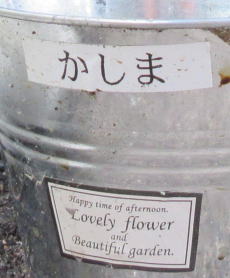 かしま
Happy time of afternoon.
Lovely flower
and
Beautiful garden.